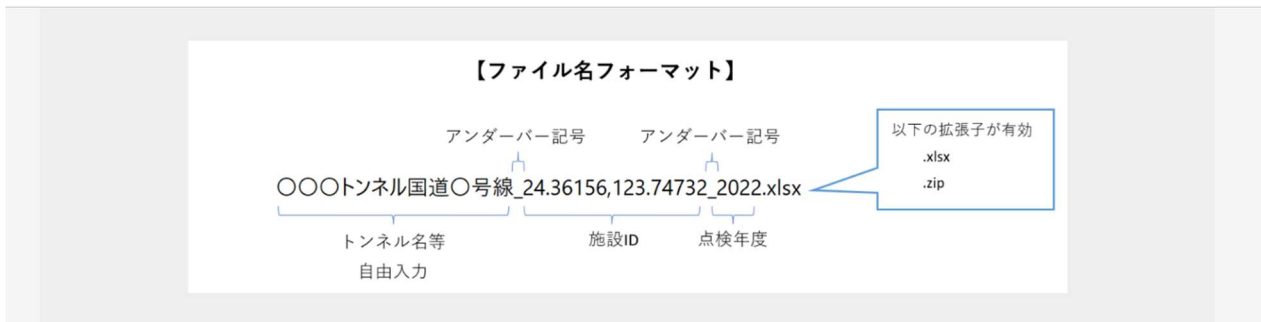 【ファイル名フォーマット】
アンダーバー記号 アンダーバー記号
以下の拡張子が有効
.xlsx
.zip
〇〇〇トンネル国道〇号線_24.36156,123.74732_2022.xlsx
トンネル名等 施設ID 点検年度
自由入力